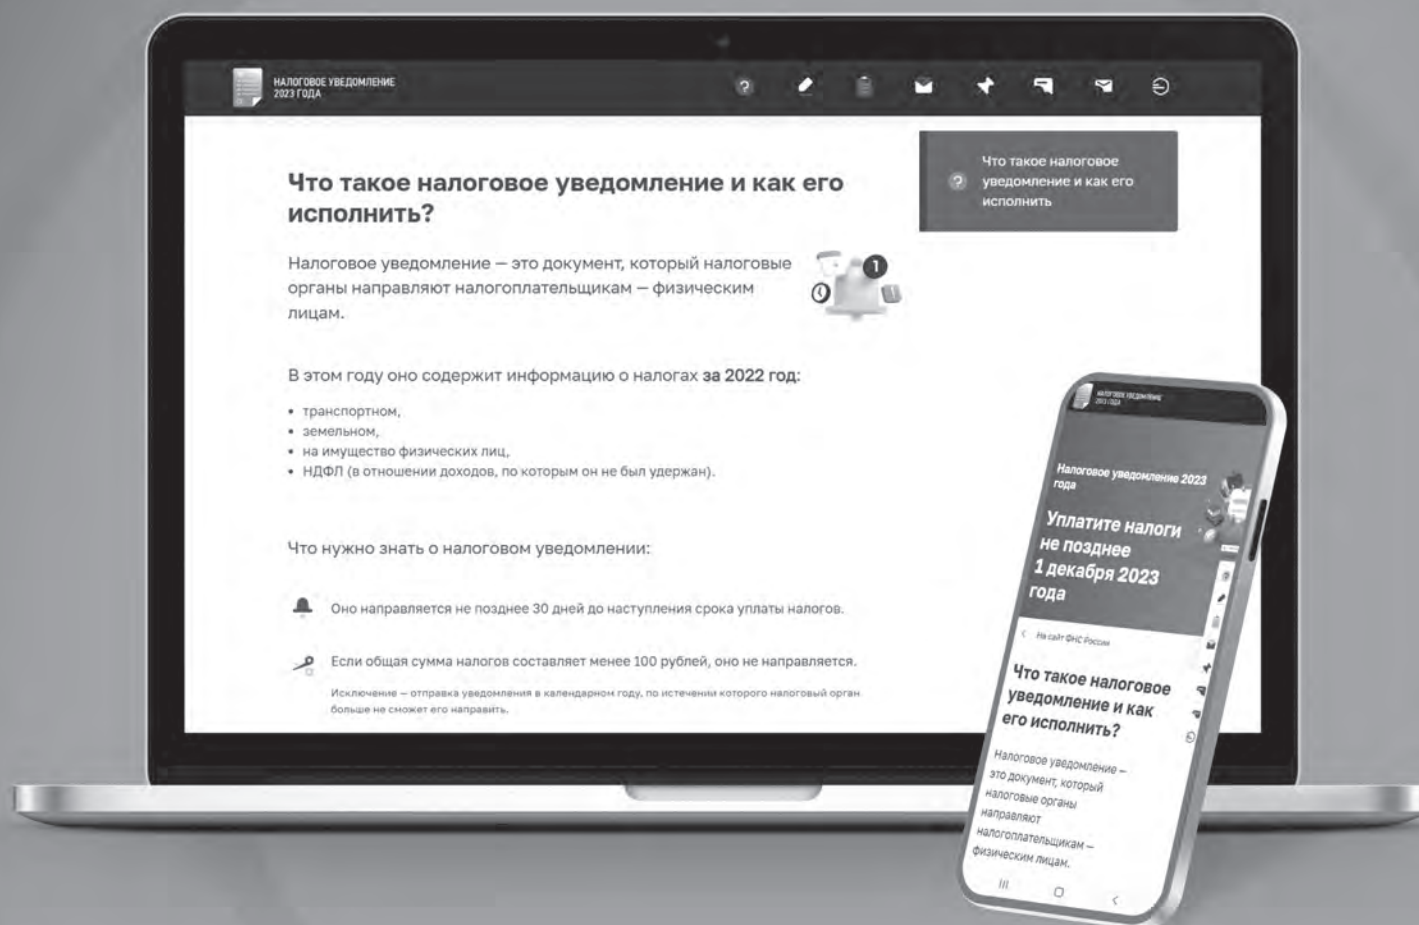 НАЛОГОВОЕ УВЕДОМЛЕНИЕ
2023 ГОДА
Что такое налоговое уведомление и как его
исполнить?
Налоговое уведомление — это документ, который налоговые
органы направляют налогоплательщикам — физическим
лицам.
1
В этом году оно содержит информацию о налогах за 2022 год:
• транспортном,
• земельном,
• на имущество физических лиц,
• НДФЛ (в отношении доходов, по которым он не был удержан).
Что нужно знать о налоговом уведомлении:
Оно направляется не позднее 30 дней до наступления срока уплаты налогов.
Если общая сумма налогов составляет менее 100 рублей, оно не направляется.
Исключение — отправка уведомления в календарном году, по истечении которого налоговый орган
больше не сможет его направить.
?
Что такое налоговое
уведомление и как его
исполнить
НАЛОГОВОЕ УВЕДОМЛЕНИЕ
2023 ГОДА
Налоговое уведомление 2023
года
Уплатите налоги
не позднее
1 декабря 2023
года
На сайт ФНС России
Что такое налоговое
уведомление и как
его исполнить?
Налоговое уведомление —
это документ, который
налоговые органы
направляют
налогоплательщикам —
физическим лицам.